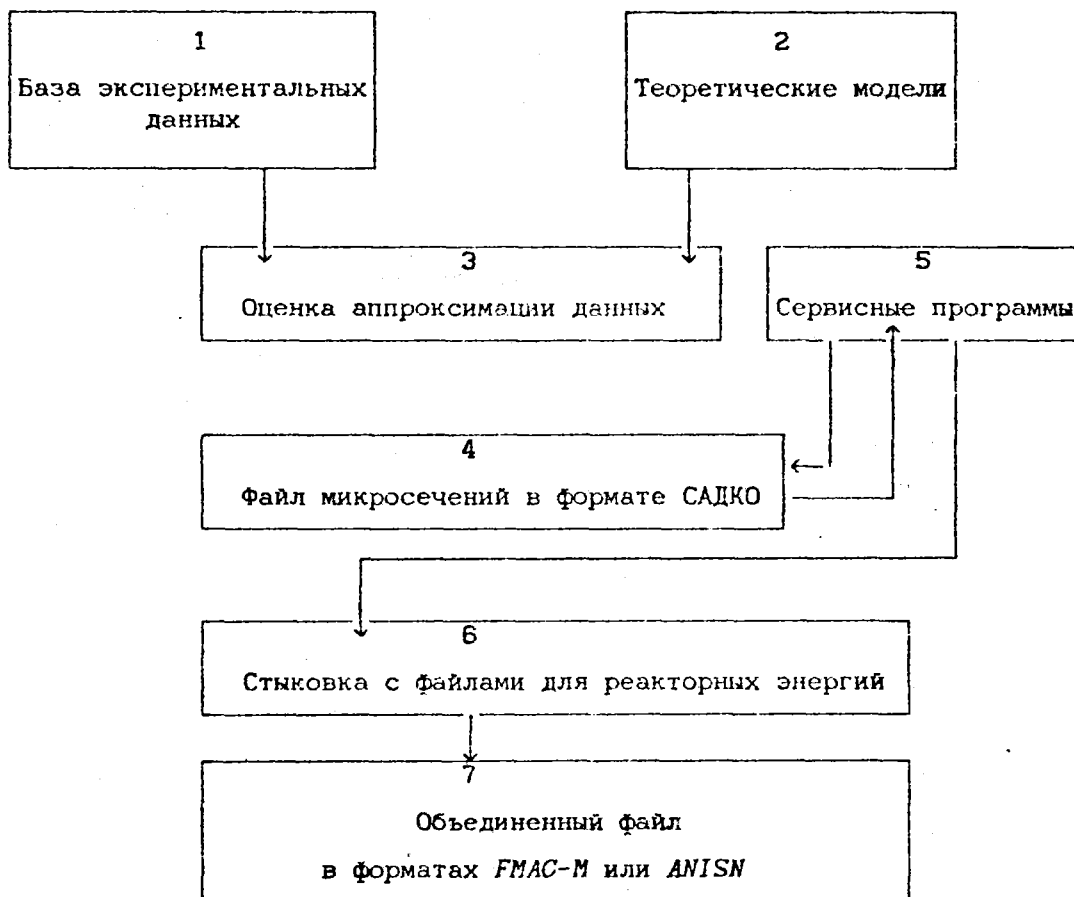 1
База экспериментальных
данных
2
Теоретические модели
3
Оценка аппроксимации данных
5
Сервисные программы
4
Файл микросечений в формате САДКО
6
Стыковка с файлами для реакторных энергий
7
Объединенный файл
в форматах FMAC-M или ANISN